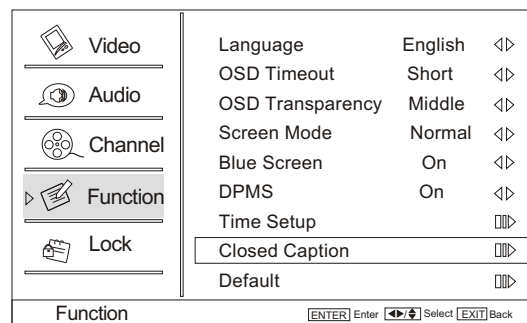 Video
Audio
Channel
Function
Lock
Language English
OSD Timeout Short
OSD Transparency Middle
Screen Mode Normal
Blue Screen On
DPMS On
Time Setup
Closed Caption
Default
Function ENTER Enter ◀▶/▲▼ Select EXIT Back